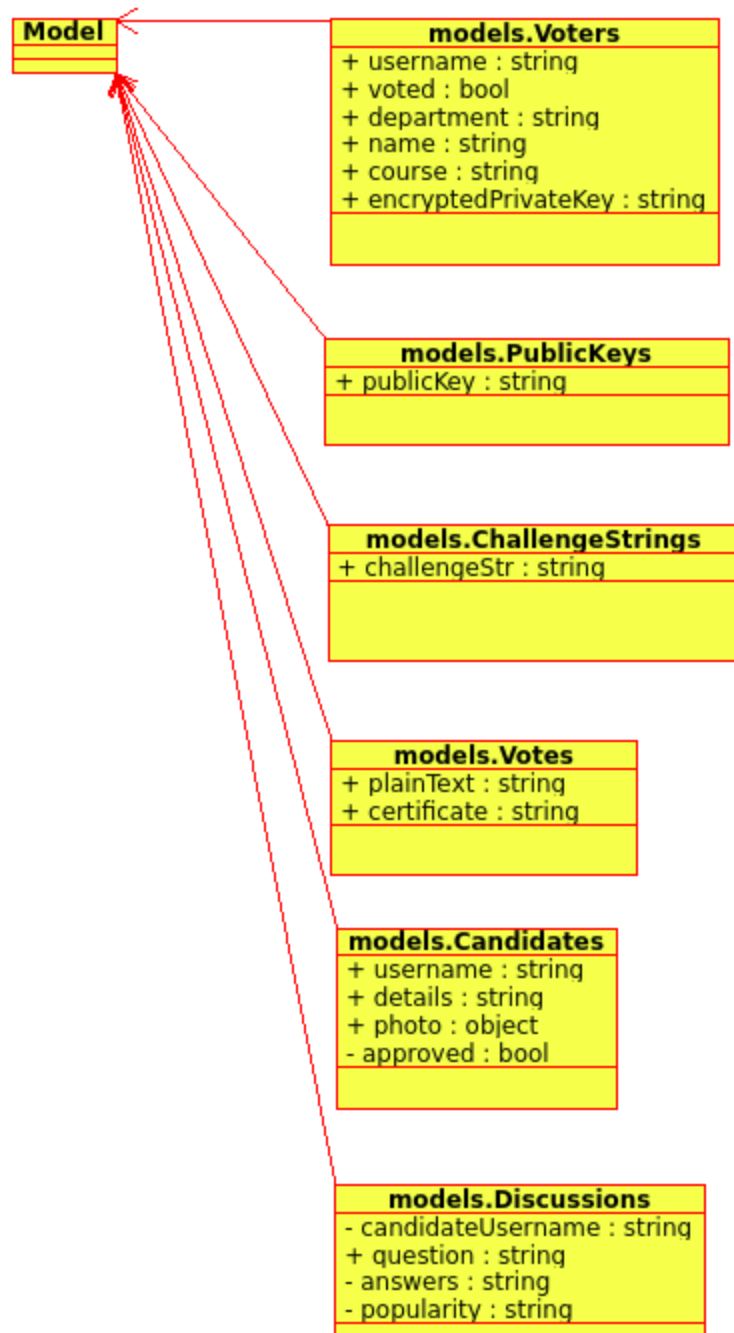 Model
models.Voters
+ username : string
+ voted : bool
+ department : string
+ name : string
+ course : string
+ encryptedPrivateKey : string
models.PublicKeys
+ publicKey : string
models.ChallengeStrings
+ challengeStr : string
models.Votes
+ plainText : string
+ certificate : string
models.Candidates
+ username : string
+ details : string
+ photo : object
- approved : bool
models.Discussions
- candidateUsername : string
+ question : string
- answers : string
- popularity : string